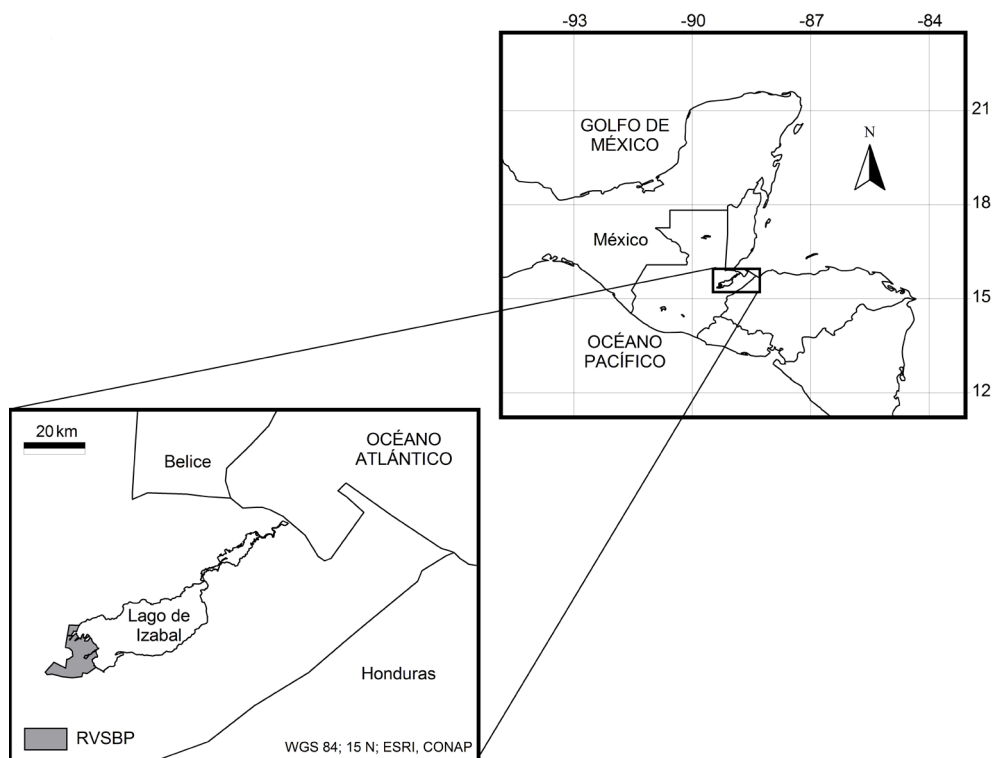 -93 -90 -87 -84
21
18
15
12
GOLFO DE
MÉXICO
N
México
OCÉANO
PACÍFICO
20 km
Belice
OCÉANO
ATLÁNTICO
Lago de
Izabal
Honduras
RVSBP
WGS 84; 15 N; ESRI, CONAP